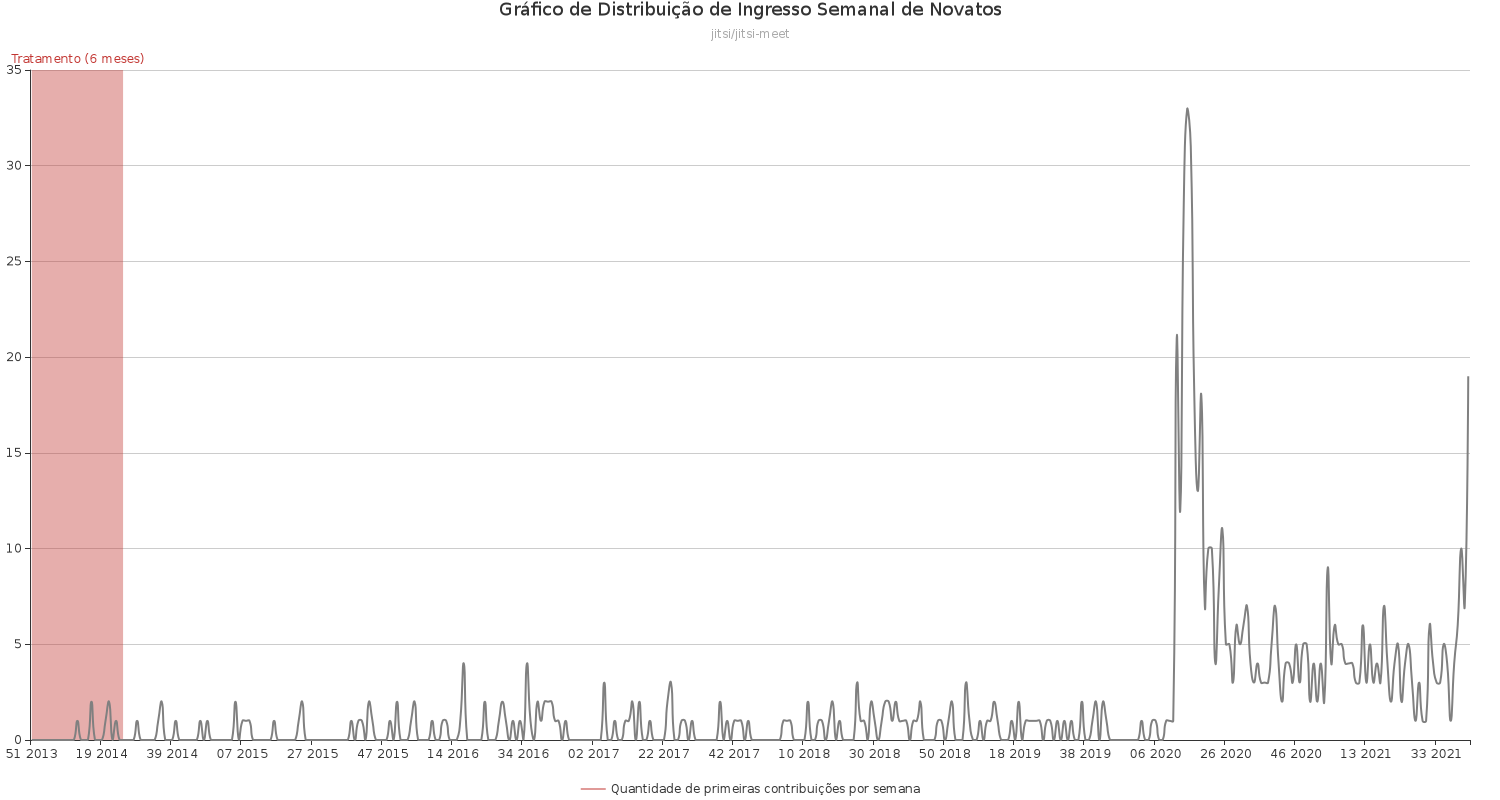 Gráfico de Distribuição de Ingresso Semanal de Novatos
jitsi/jitsi-meet
Tratamento (6 meses)
35
30
25
20
15
10
5
0
51 2013 19 2014 39 2014 07 2015 27 2015 47 2015 14 2016 34 2016 02 2017 22 2017 42 2017 10 2018 30 2018 50 2018 18 2019 38 2019 06 2020 26 2020 46 2020 13 2021 33 2021
Quantidade de primeiras contribuições por semana